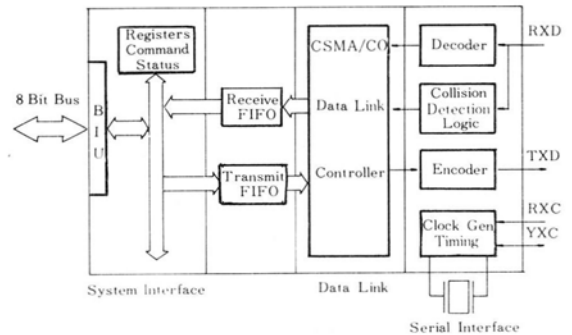 Registers
Command
Status
8 Bit Bus
B
I
U
Receive
FIFO
Transmit
FIFO
CSMA/CO
Data Link
Controller
Decoder
Collision
Detection
Logic
Encoder
Clock Gen
Timing
RXD
TXD
RXC
YXC
System Interface
Data Link
Serial Interface